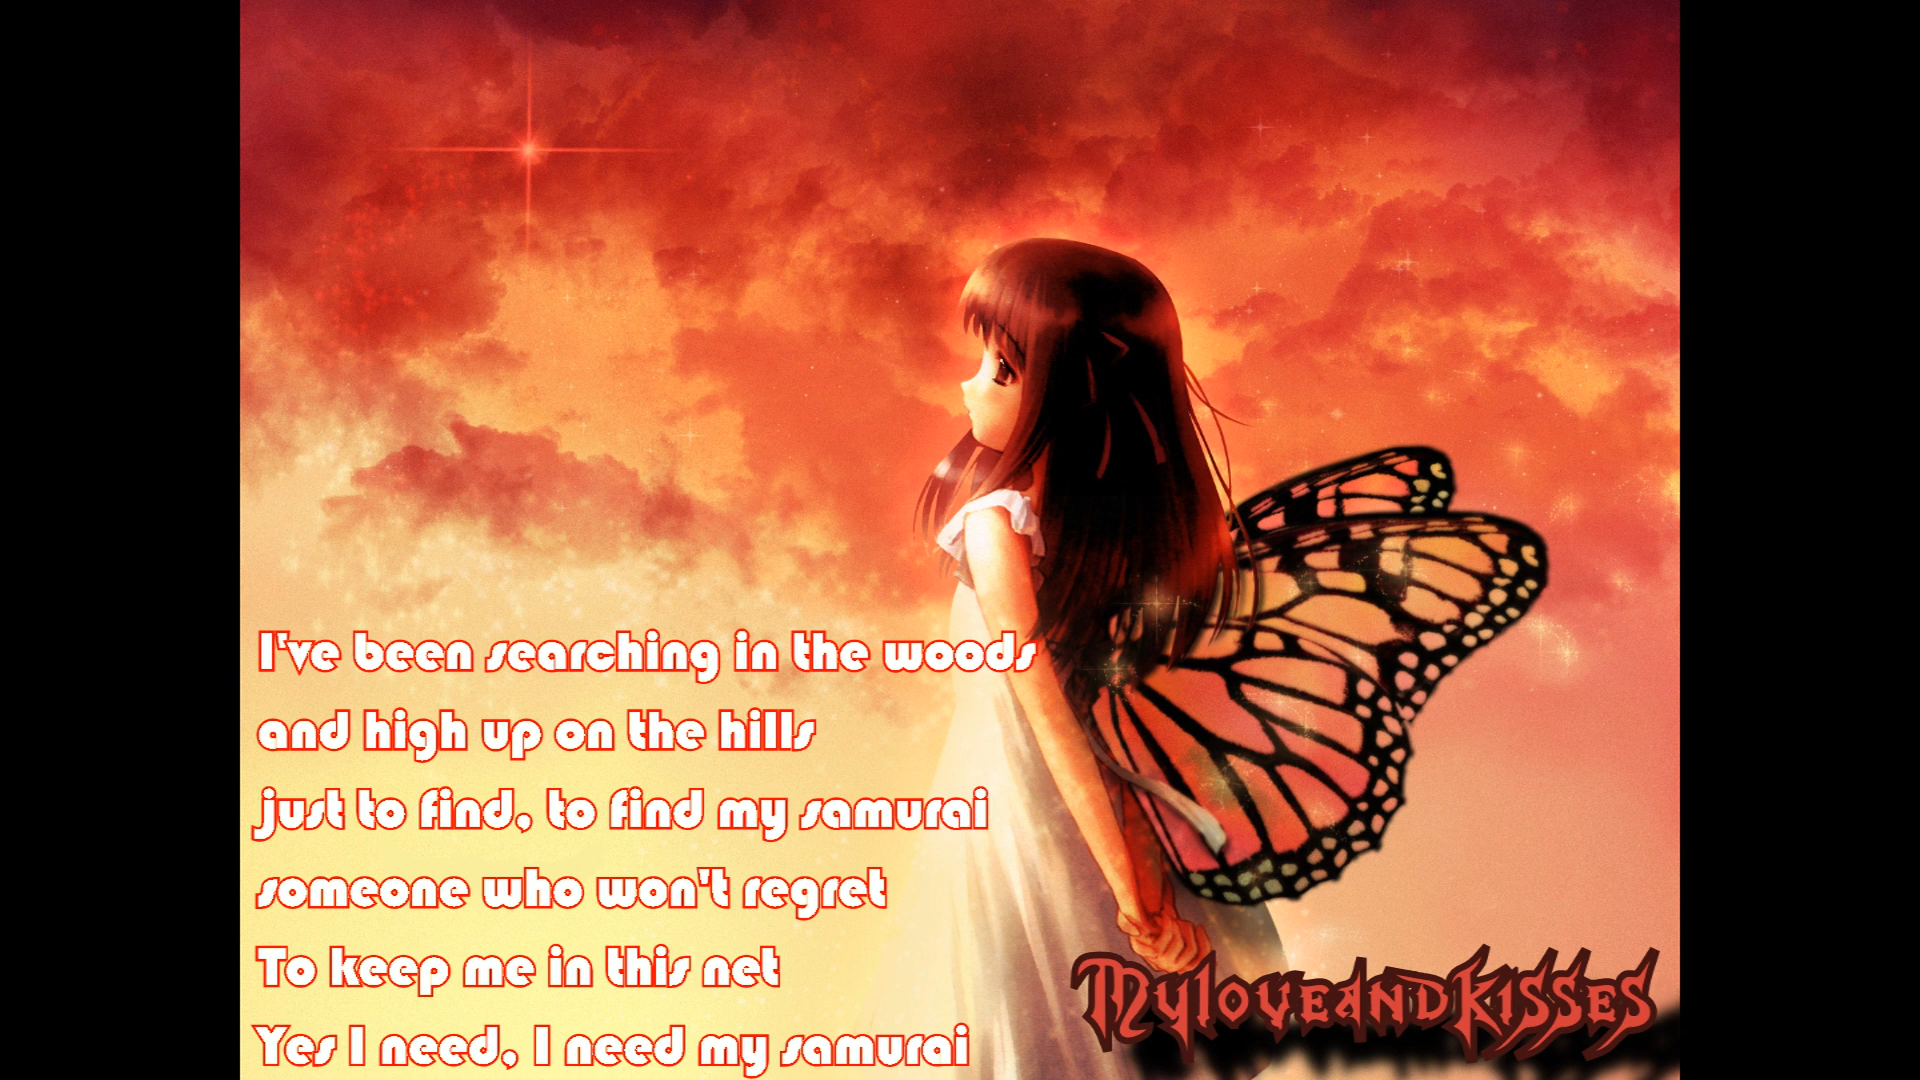 I've been searching in the woods
and high up on the hills
just to find, to find my samurai
someone who won't regret
To keep me in this net
Yes I need, I need my samurai
MyloveandKisses